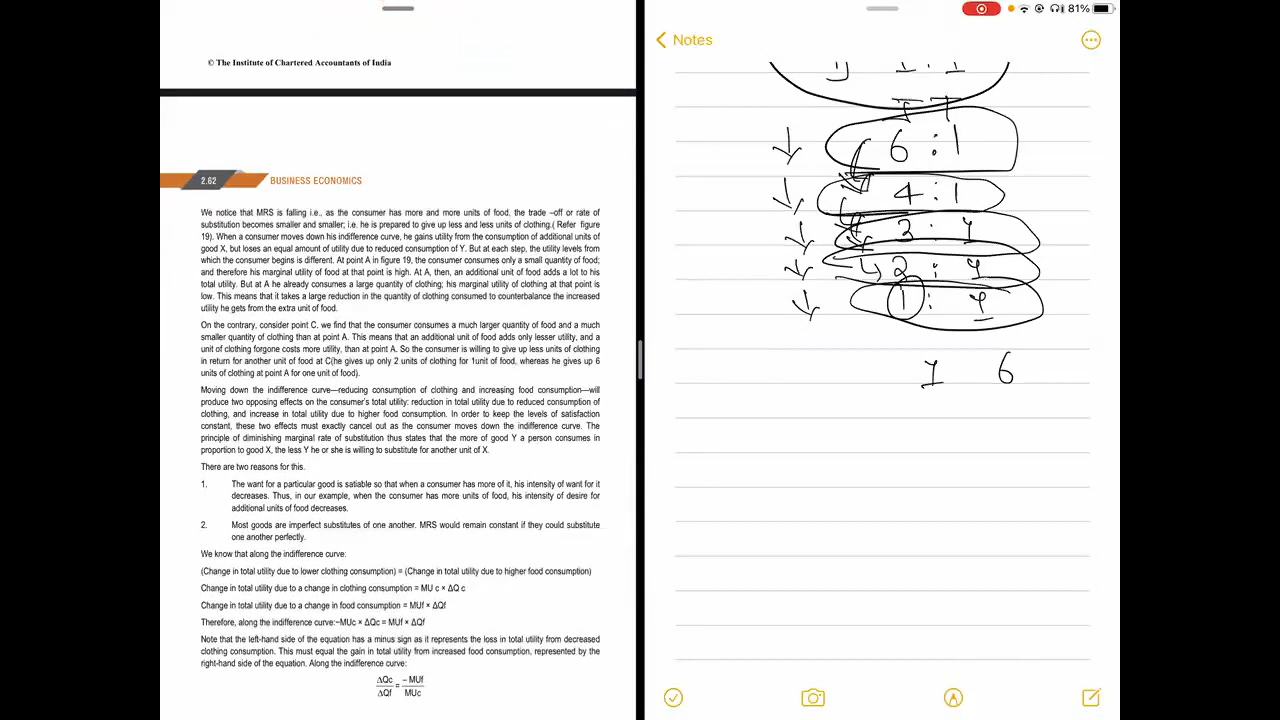 © The Institute of Chartered Accountants of India
2.62 BUSINESS ECONOMICS
We notice that MRS is falling i.e., as the consumer has more and more units of food, the trade –off or rate of
substitution becomes smaller and smaller; i.e. he is prepared to give up less and less units of clothing.( Refer figure
19). When a consumer moves down his indifference curve, he gains utility from the consumption of additional units of
good X, but loses an equal amount of utility due to reduced consumption of Y. But at each step, the utility levels from
which the consumer begins is different. At point A in figure 19, the consumer consumes only a small quantity of food;
and therefore his marginal utility of food at that point is high. At A, then, an additional unit of food adds a lot to his
total utility. But at A he already consumes a large quantity of clothing; his marginal utility of clothing at that point is
low. This means that it takes a large reduction in the quantity of clothing consumed to counterbalance the increased
utility he gets from the extra unit of food.
On the contrary, consider point C, we find that the consumer consumes a much larger quantity of food and a much
smaller quantity of clothing than at point A. This means that an additional unit of food adds only lesser utility, and a
unit of clothing forgone costs more utility, than at point A. So the consumer is willing to give up less units of clothing
in return for another unit of food at C(he gives up only 2 units of clothing for 1unit of food, whereas he gives up 6
units of clothing at point A for one unit of food).
Moving down the indifference curve—reducing consumption of clothing and increasing food consumption—will
produce two opposing effects on the consumer's total utility: reduction in total utility due to reduced consumption of
clothing, and increase in total utility due to higher food consumption. In order to keep the levels of satisfaction
constant, these two effects must exactly cancel out as the consumer moves down the indifference curve. The
principle of diminishing marginal rate of substitution thus states that the more of good Y a person consumes in
proportion to good X, the less Y he or she is willing to substitute for another unit of X.
There are two reasons for this.
1. The want for a particular good is satiable so that when a consumer has more of it, his intensity of want for it
decreases. Thus, in our example, when the consumer has more units of food, his intensity of desire for
additional units of food decreases.
2. Most goods are imperfect substitutes of one another. MRS would remain constant if they could substitute
one another perfectly.
We know that along the indifference curve:
(Change in total utility due to lower clothing consumption) = (Change in total utility due to higher food consumption)
Change in total utility due to a change in clothing consumption = MU c × ΔQ c
Change in total utility due to a change in food consumption = MUf × ΔQf
Therefore, along the indifference curve:−MUc × ΔQc = MUf × ΔQf
Note that the left-hand side of the equation has a minus sign as it represents the loss in total utility from decreased
clothing consumption. This must equal the gain in total utility from increased food consumption, represented by the
right-hand side of the equation. Along the indifference curve:
ΔQc/ΔQf = − MUf/MUc
81%
Notes
6 : 1
4 : 1
2 :
1 :
1 6